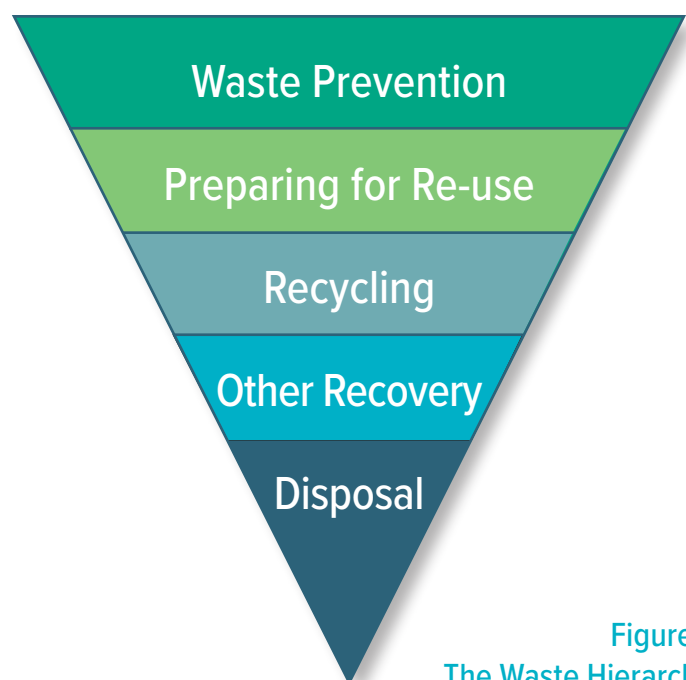 Waste Prevention
Preparing for Re-use
Recycling
Other Recovery
Disposal
Figure
The Waste